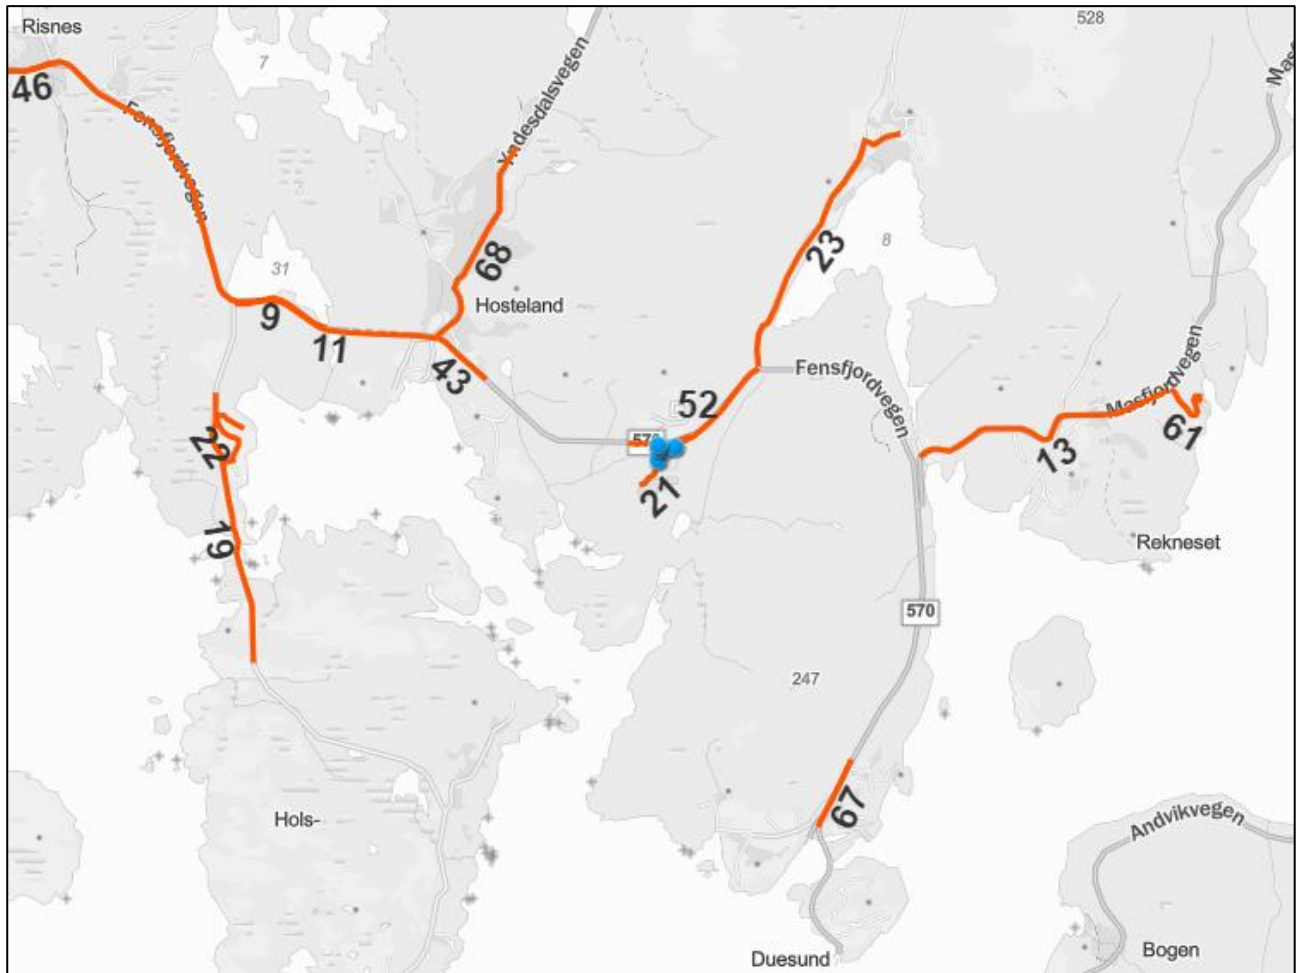 Risnes
528
7
46
Fensfjordvegen
Yndesdalsvegen
68
23
8
31
Hosteland
9
11
43
Fensfjordvegen
Masfjordvegen
52
22
21
13
61
19
Rekneset
570
247
67
Hols-
Andvikvegen
Duesund
Bogen